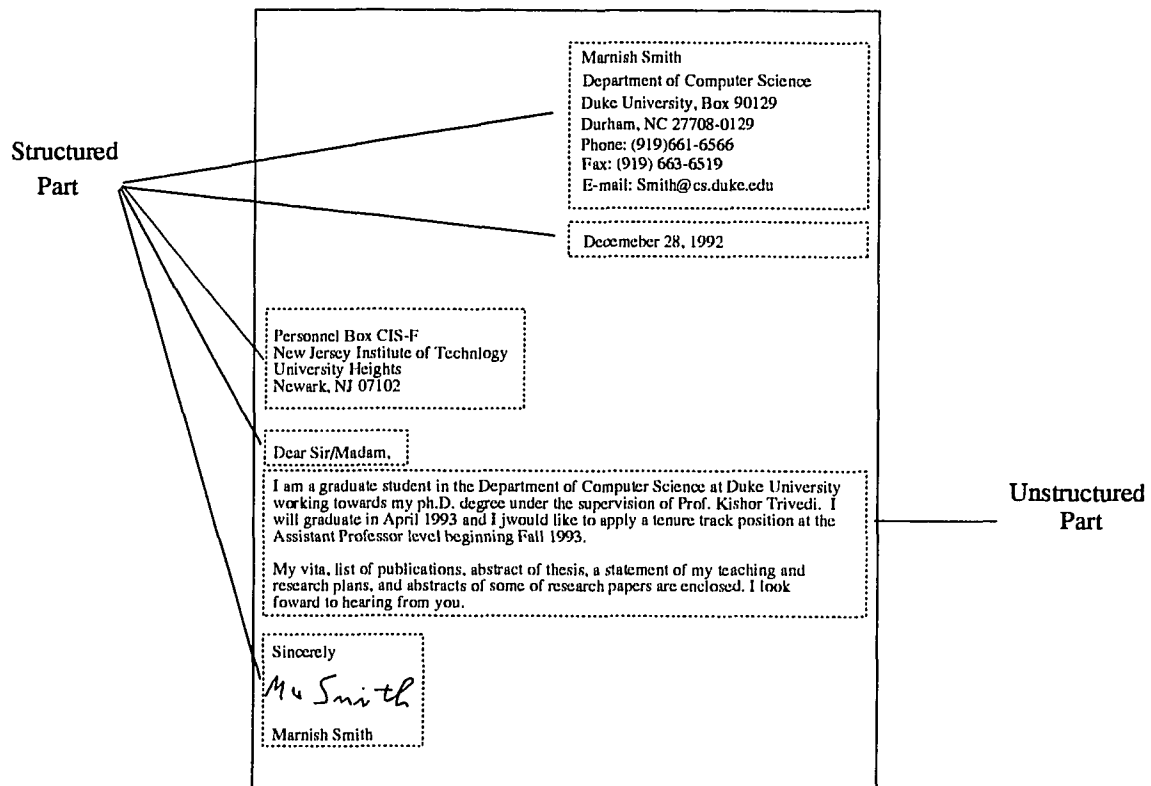 Structured
Part
Marnish Smith
Department of Computer Science
Duke University, Box 90129
Durham, NC 27708-0129
Phone: (919)661-6566
Fax: (919) 663-6519
E-mail: Smith@cs.duke.edu
Decemeber 28, 1992
Personnel Box CIS-F
New Jersey Institute of Technlogy
University Heights
Newark, NJ 07102
Dear Sir/Madam,
I am a graduate student in the Department of Computer Science at Duke University
working towards my ph.D. degree under the supervision of Prof. Kishor Trivedi. I
will graduate in April 1993 and I jwould like to apply a tenure track position at the
Assistant Professor level beginning Fall 1993.
My vita, list of publications, abstract of thesis, a statement of my teaching and
research plans, and abstracts of some of research papers are enclosed. I look
foward to hearing from you.
Unstructured
Part
Sincerely
Smith
Marnish Smith